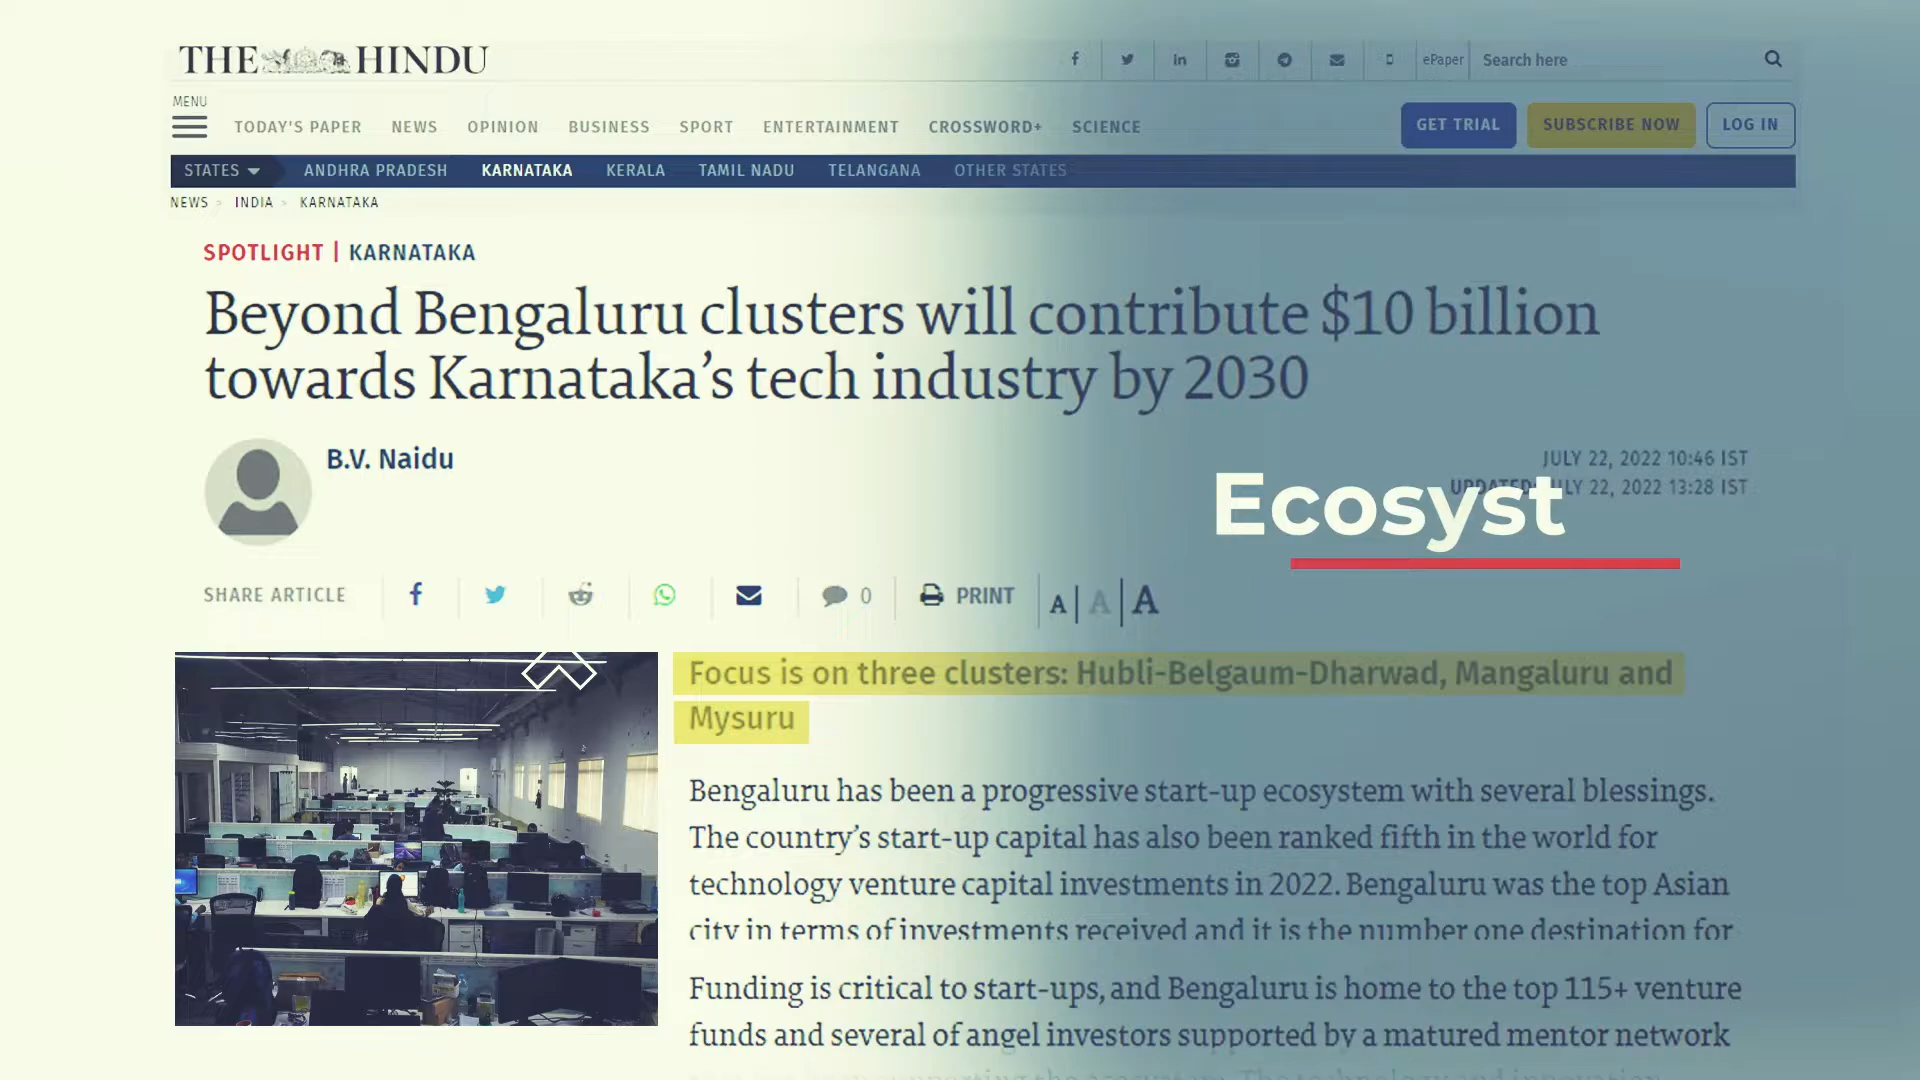 THE HINDU
ePaper
Search here
MENU
TODAY'S PAPER NEWS OPINION BUSINESS SPORT ENTERTAINMENT CROSSWORD+ SCIENCE
GET TRIAL SUBSCRIBE NOW LOG IN
STATES ANDHRA PRADESH KARNATAKA KERALA TAMIL NADU TELANGANA OTHER STATES
NEWS > INDIA > KARNATAKA
SPOTLIGHT | KARNATAKA
Beyond Bengaluru clusters will contribute $10 billion
towards Karnataka’s tech industry by 2030
B.V. Naidu
JULY 22, 2022 10:46 IST
UPDATED: JULY 22, 2022 13:28 IST
Ecosyst
SHARE ARTICLE 0 PRINT A | A | A
Focus is on three clusters: Hubli-Belgaum-Dharwad, Mangaluru and
Mysuru
Bengaluru has been a progressive start-up ecosystem with several blessings.
The country’s start-up capital has also been ranked fifth in the world for
technology venture capital investments in 2022. Bengaluru was the top Asian
city in terms of investments received and it is the number one destination for
Funding is critical to start-ups, and Bengaluru is home to the top 115+ venture
funds and several of angel investors supported by a matured mentor network